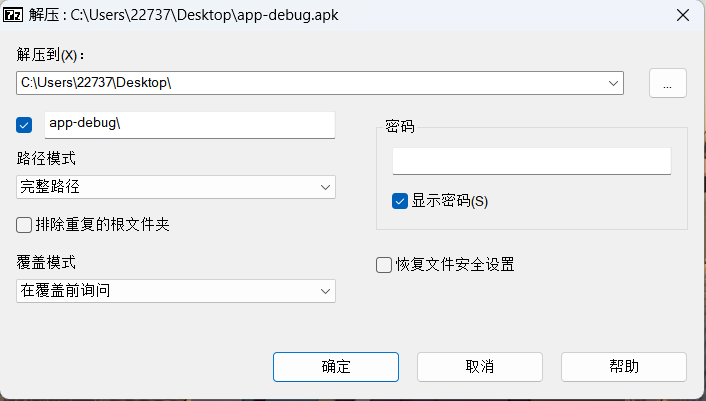 解压 : C:\Users\22737\Desktop\app-debug.apk
解压到(X)：
C:\Users\22737\Desktop\
...
app-debug\
密码
路径模式
完整路径
显示密码(S)
排除重复的根文件夹
覆盖模式
恢复文件安全设置
在覆盖前询问
确定
取消
帮助